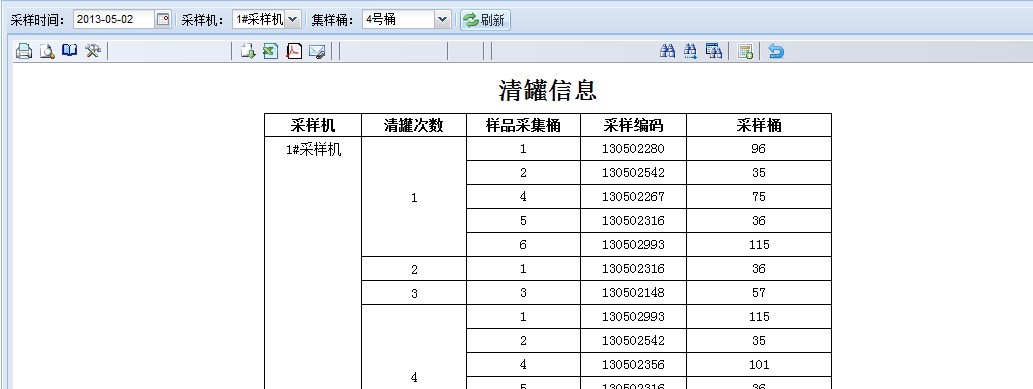 采样时间: 2013-05-02 采样机: 1#采样机 集样桶: 4号桶 刷新
清罐信息
采样机 清罐次数 样品采集桶 采样编码 采样桶
1#采样机 1 130502280 96
2 130502542 35
1 4 130502267 75
5 130502316 36
6 130502993 115
2 1 130502316 36
3 3 130502148 57
1 130502993 115
2 130502542 35
4 130502356 101
4 5 130502316 36